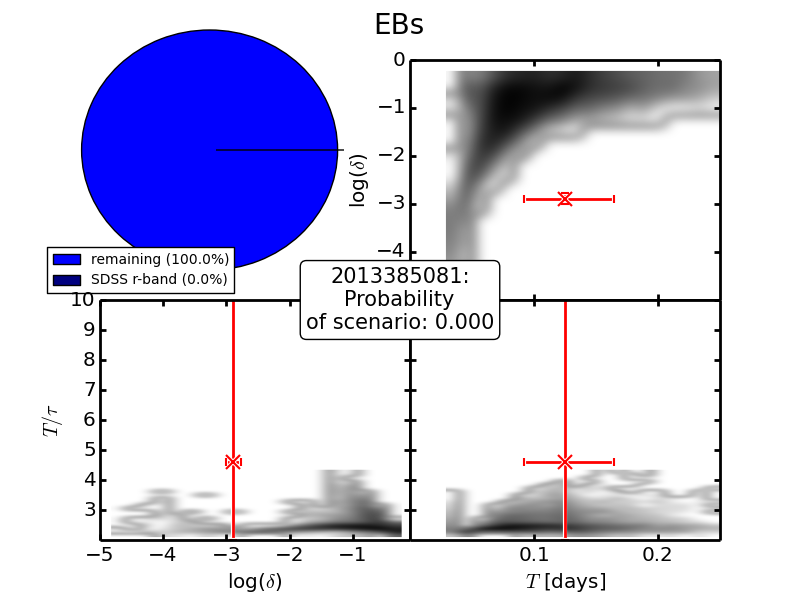 EBs
remaining (100.0%)
SDSS r-band (0.0%)
0
−1
−2
−3
−4
log(δ)
2013385081:
Probability
of scenario: 0.000
10
9
8
7
6
5
4
3
T/τ
−5 −4 −3 −2 −1
log(δ)
0.1 0.2
T [days]